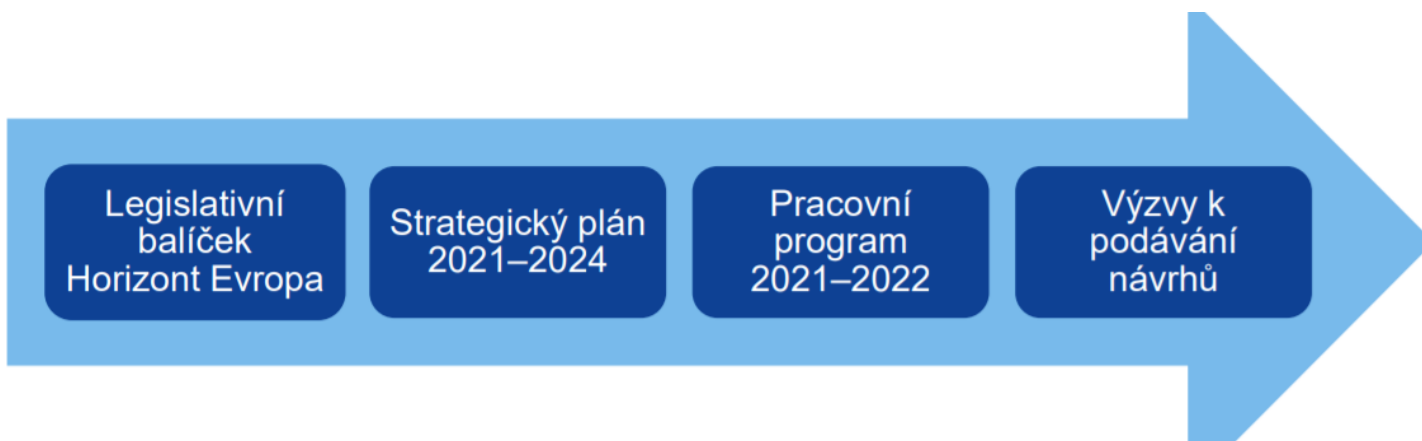 Legislativní
balíček
Horizont Evropa
Strategický plán
2021–2024
Pracovní
program
2021–2022
Výzvy k
podávání
návrhů